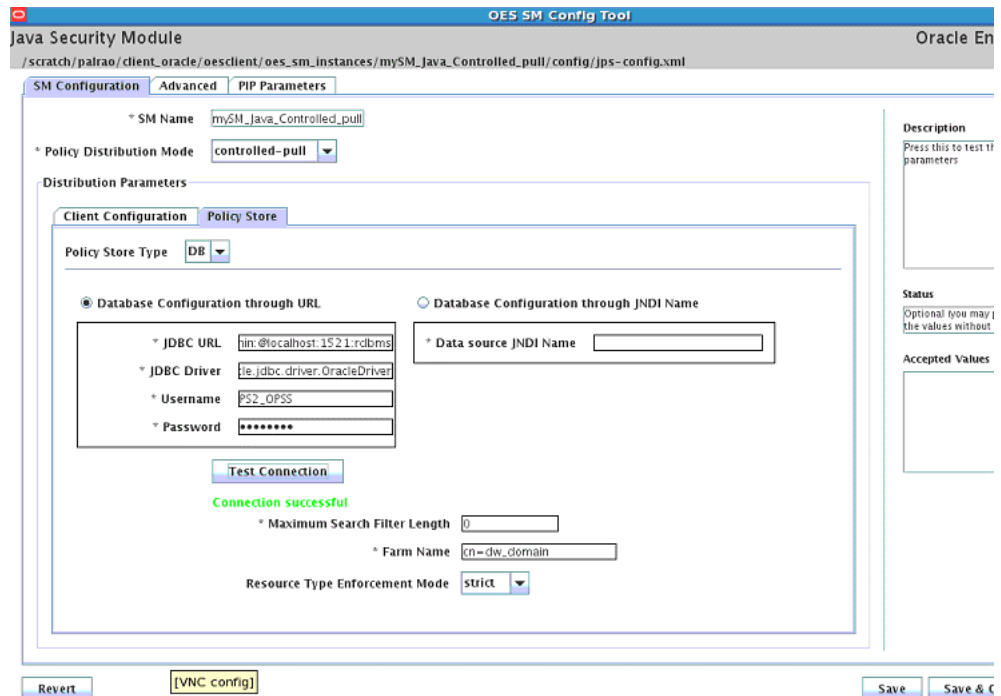 OES SM Config Tool
Java Security Module
Oracle En
/scratch/palrao/client_oracle/oesclient/oes_sm_instances/mySM_Java_Controlled_pull/config/jps-config.xml
SM Configuration
Advanced
PIP Parameters
* SM Name mySM_Java_Controlled_pull
* Policy Distribution Mode controlled-pull
Distribution Parameters
Client Configuration
Policy Store
Policy Store Type DB
Database Configuration through URL
Database Configuration through JNDI Name
* JDBC URL hin:@localhost:1521:rdbms
* Data source JNDI Name
* JDBC Driver cle.jdbc.driver.OracleDriver
* Username PS2_OPSS
* Password ••••••••
Test Connection
Connection successful
* Maximum Search Filter Length 0
* Farm Name cn=dw_domain
Resource Type Enforcement Mode strict
Description
Press this to test th
parameters
Status
Optional (you may p
the values without
Accepted Values
Revert
[VNC config]
Save
Save & C